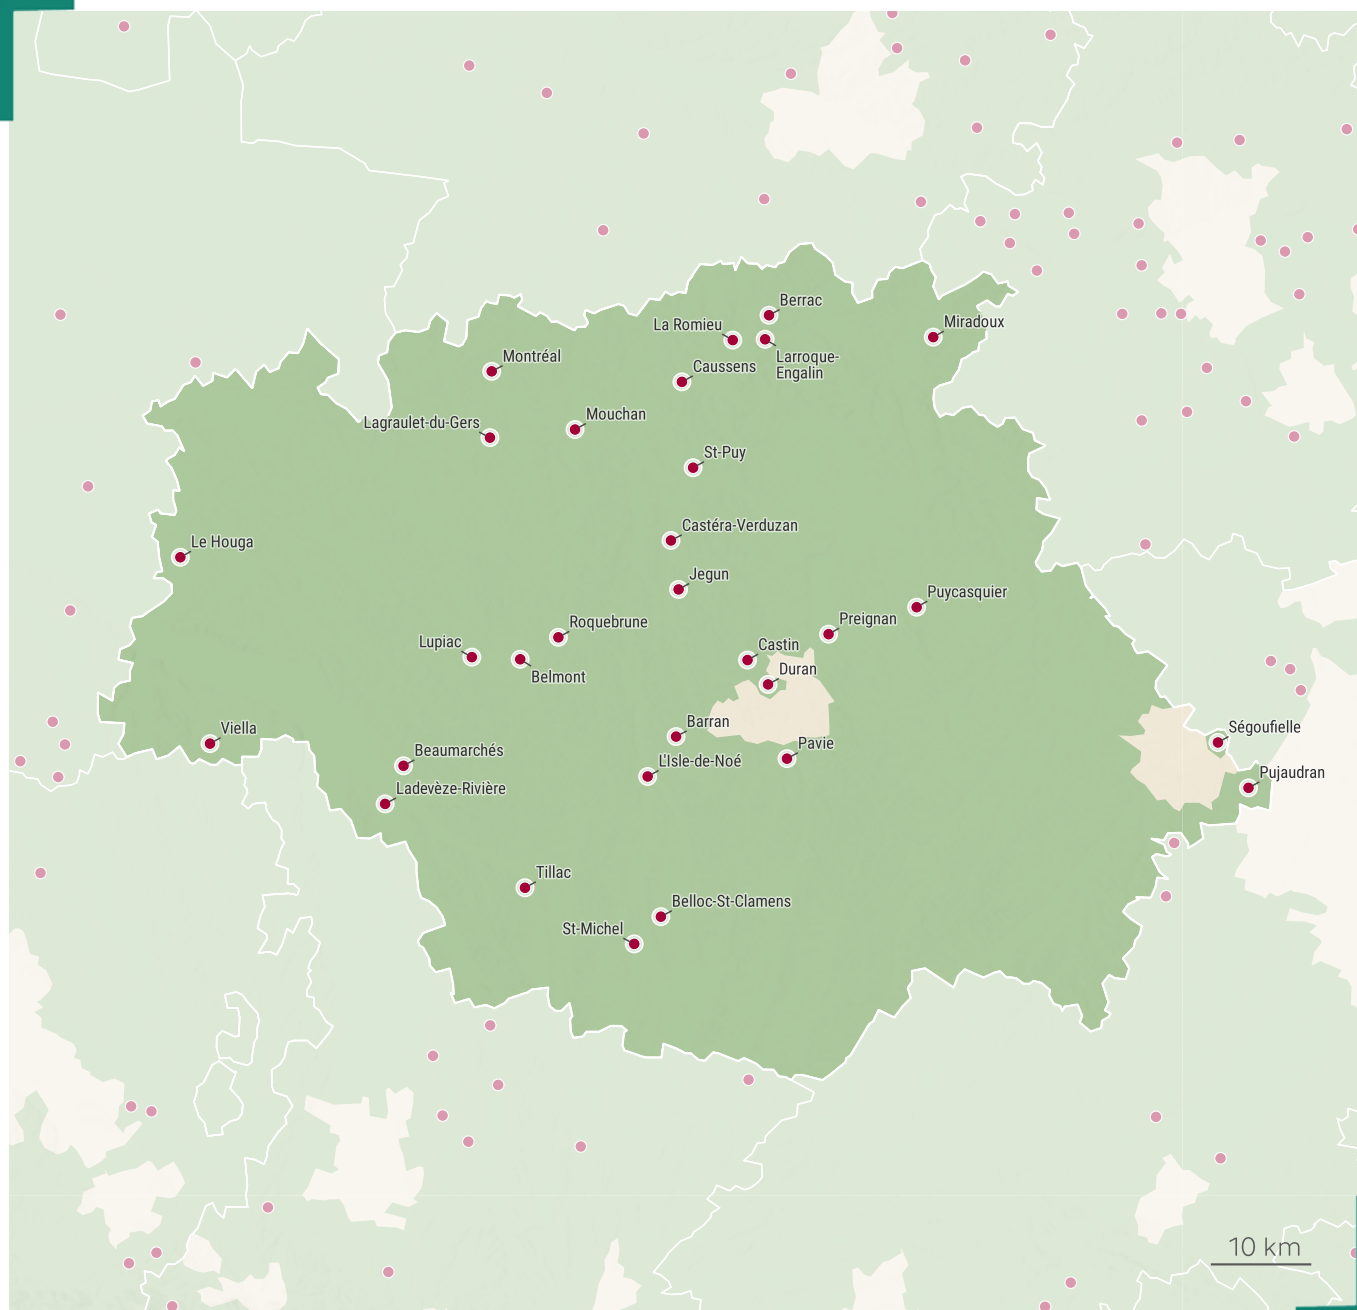 Berrac
La Romieu
Miradoux
Larroque-
Engalin
Montréal
Caussens
Mouchan
Lagraulet-du-Gers
St-Puy
Castéra-Verduzan
Le Houga
Jegun
Puycasquier
Preignan
Roquebrune
Lupiac
Castin
Duran
Belmont
Barran
Viella
Ségoufielle
Pavie
Beaumarchés
L'Isle-de-Noé
Pujaudran
Ladevèze-Rivière
Tillac
Belloc-St-Clamens
St-Michel
10 km